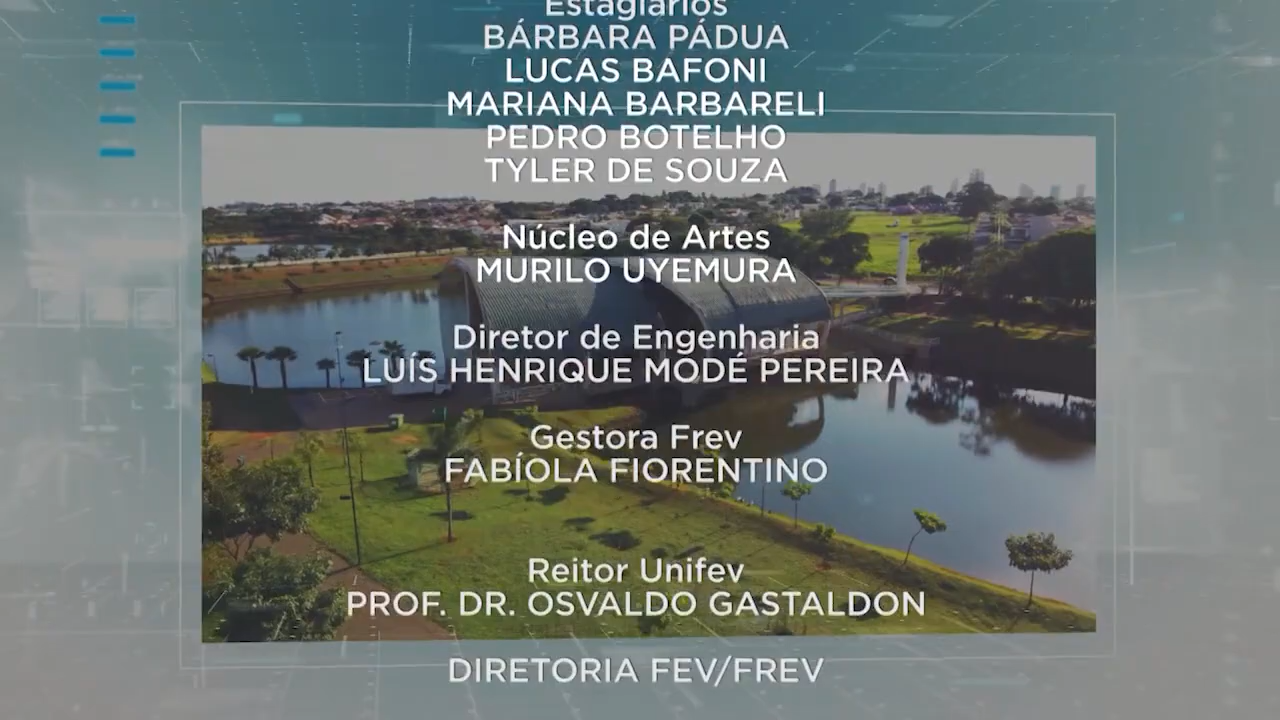 Estagiários
BÁRBARA PÁDUA
LUCAS BAFONI
MARIANA BARBARELI
PEDRO BOTELHO
TYLER DE SOUZA
Núcleo de Artes
MURILO UYEMURA
Diretor de Engenharia
LUÍS HENRIQUE MODÉ PEREIRA
Gestora Frev
FABÍOLA FIORENTINO
Reitor Unifev
PROF. DR. OSVALDO GASTALDON
DIRETORIA FEV/FREV